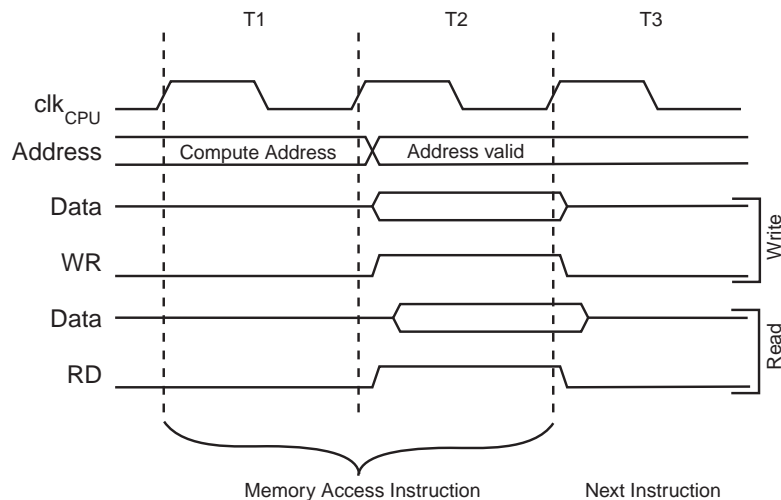 T1 T2 T3
clkCPU
Address Compute Address Address valid
Data
WR
Write
Data
RD
Read
Memory Access Instruction Next Instruction